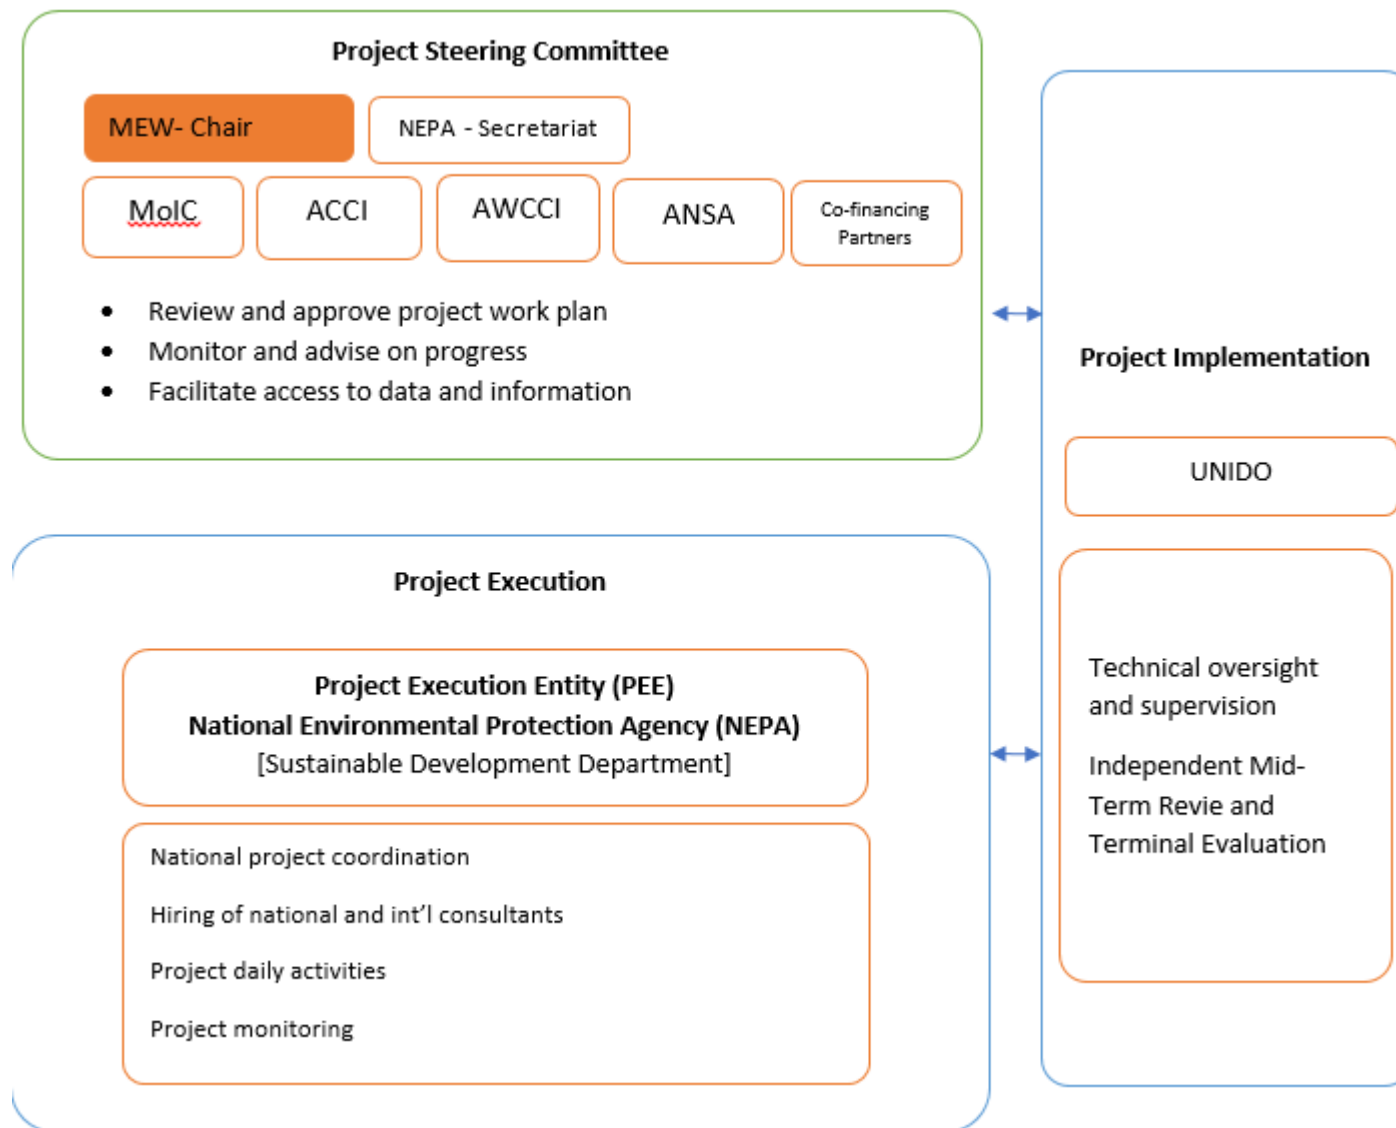 Project Steering Committee
MEW- Chair
NEPA - Secretariat
MoIC
ACCI
AWCCI
ANSA
Co-financing
Partners
• Review and approve project work plan
• Monitor and advise on progress
• Facilitate access to data and information
Project Implementation
UNIDO
Technical oversight
and supervision
Independent Mid-
Term Revie and
Terminal Evaluation
Project Execution
Project Execution Entity (PEE)
National Environmental Protection Agency (NEPA)
[Sustainable Development Department]
National project coordination
Hiring of national and int’l consultants
Project daily activities
Project monitoring